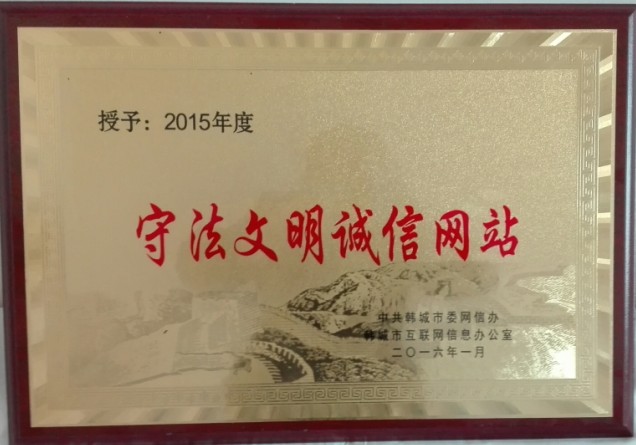 授予：2015年度
守法文明诚信网站
中共韩城市委网信办
韩城市互联网信息办公室
二〇一六年一月